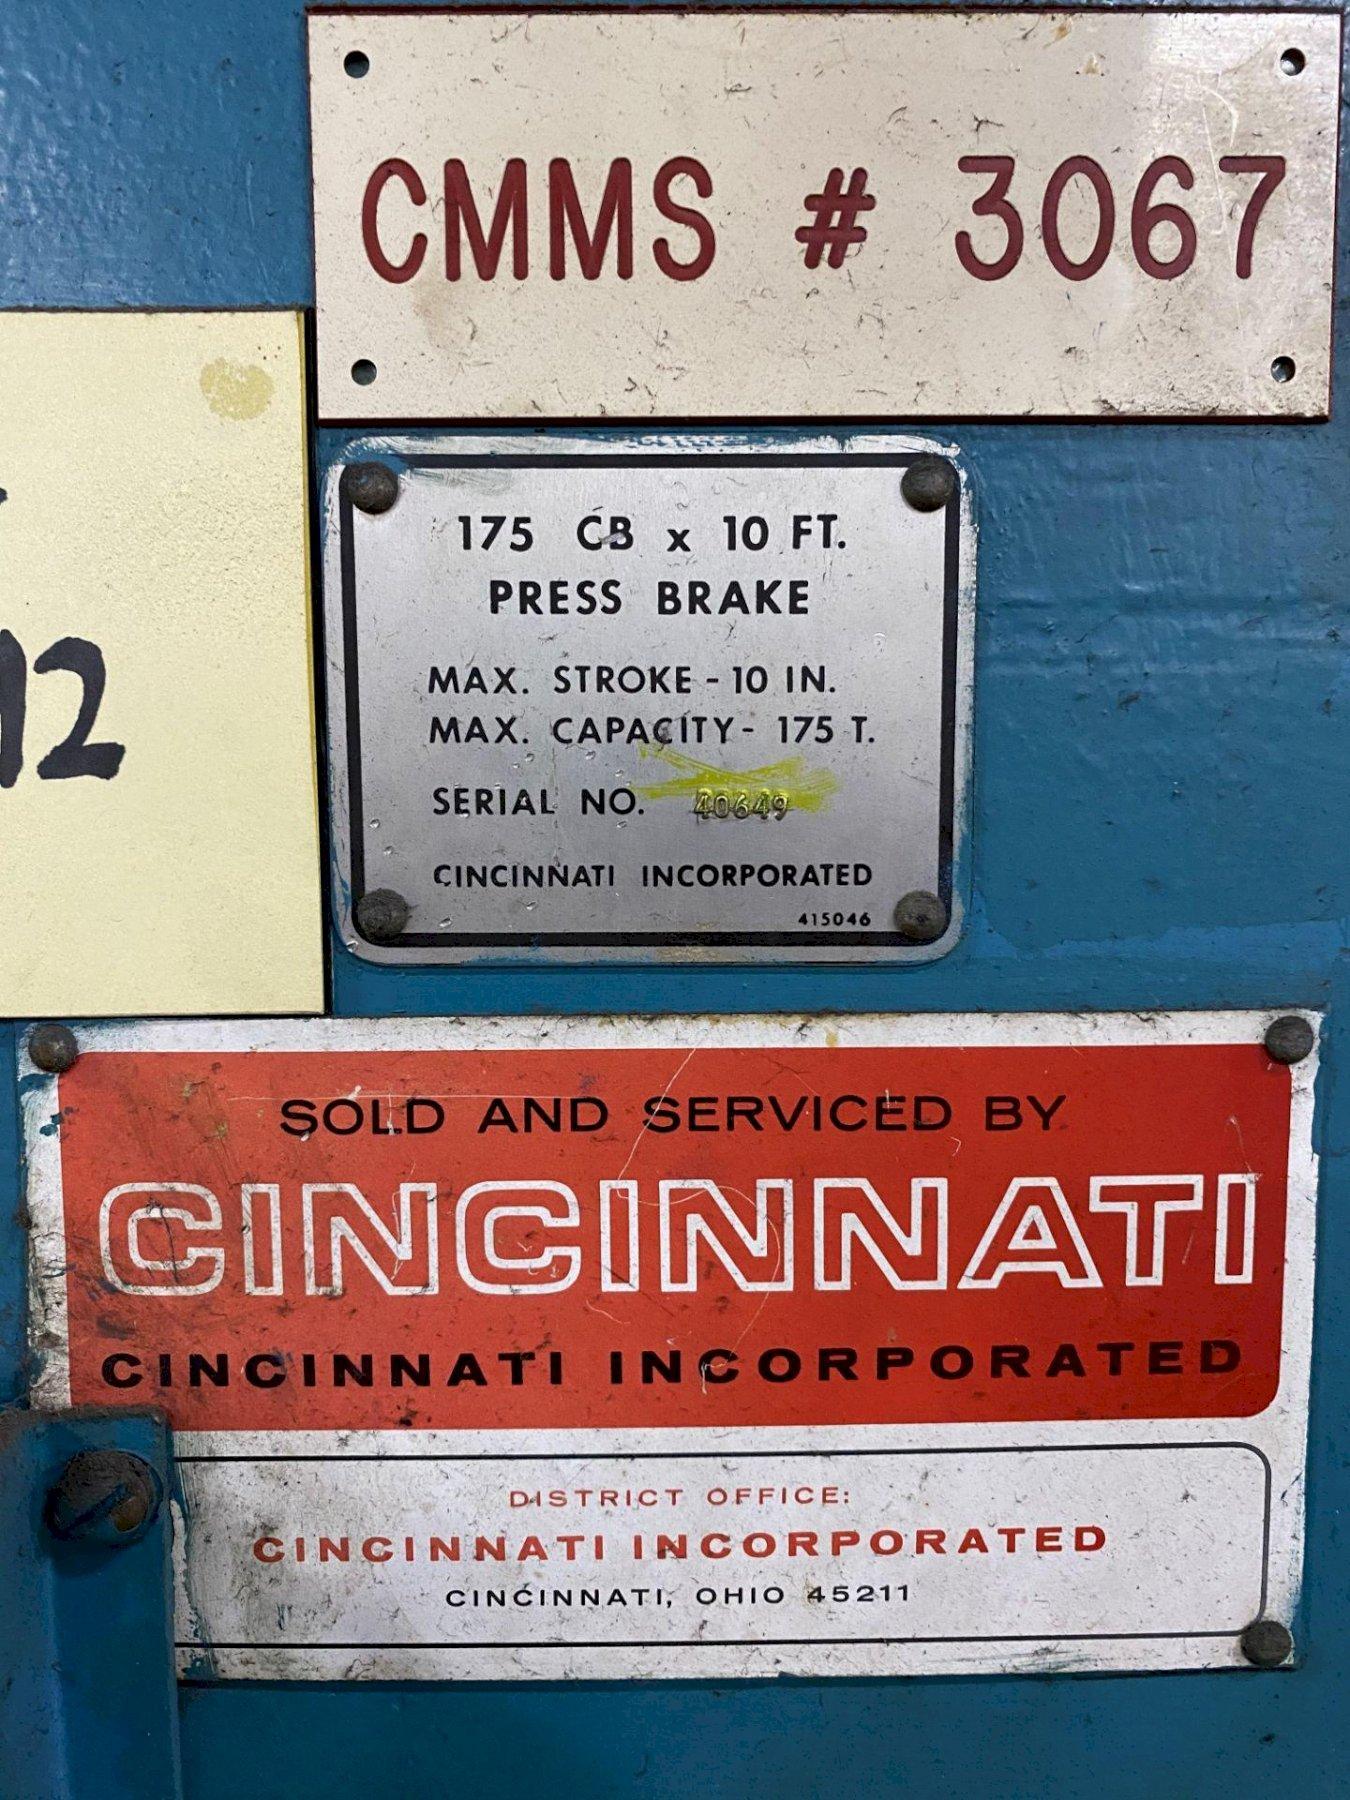 CMMS # 3067
12
175 CB x 10 FT.
PRESS BRAKE
MAX. STROKE - 10 IN.
MAX. CAPACITY - 175 T.
SERIAL NO. 40649
CINCINNATI INCORPORATED
415046
SOLD AND SERVICED BY
CINCINNATI
CINCINNATI INCORPORATED
DISTRICT OFFICE:
CINCINNATI INCORPORATED
CINCINNATI, OHIO 45211